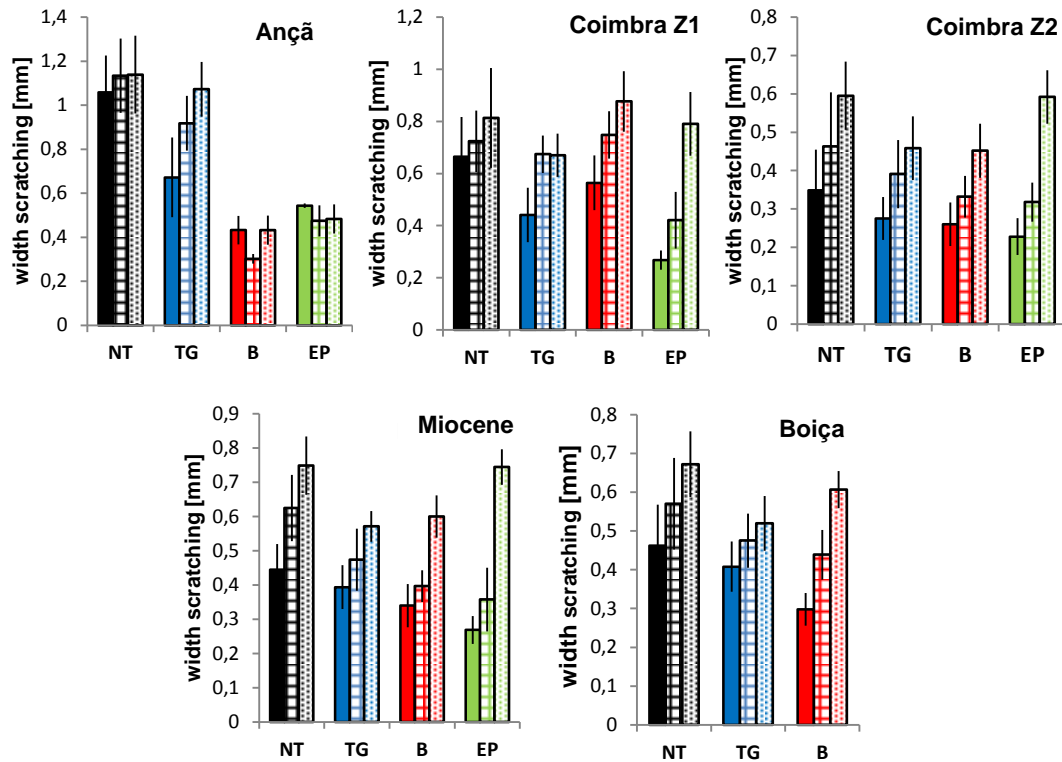 Ançã
width scratching [mm]
1,4
1,2
1
0,8
0,6
0,4
0,2
0
NT TG B EP
Coimbra Z1
width scratching [mm]
1,2
1
0,8
0,6
0,4
0,2
0
NT TG B EP
Coimbra Z2
width scratching [mm]
0,8
0,7
0,6
0,5
0,4
0,3
0,2
0,1
0
NT TG B EP
Miocene
width scratching [mm]
0,9
0,8
0,7
0,6
0,5
0,4
0,3
0,2
0,1
0
NT TG B EP
Boiça
width scratching [mm]
0,8
0,7
0,6
0,5
0,4
0,3
0,2
0,1
0
NT TG B